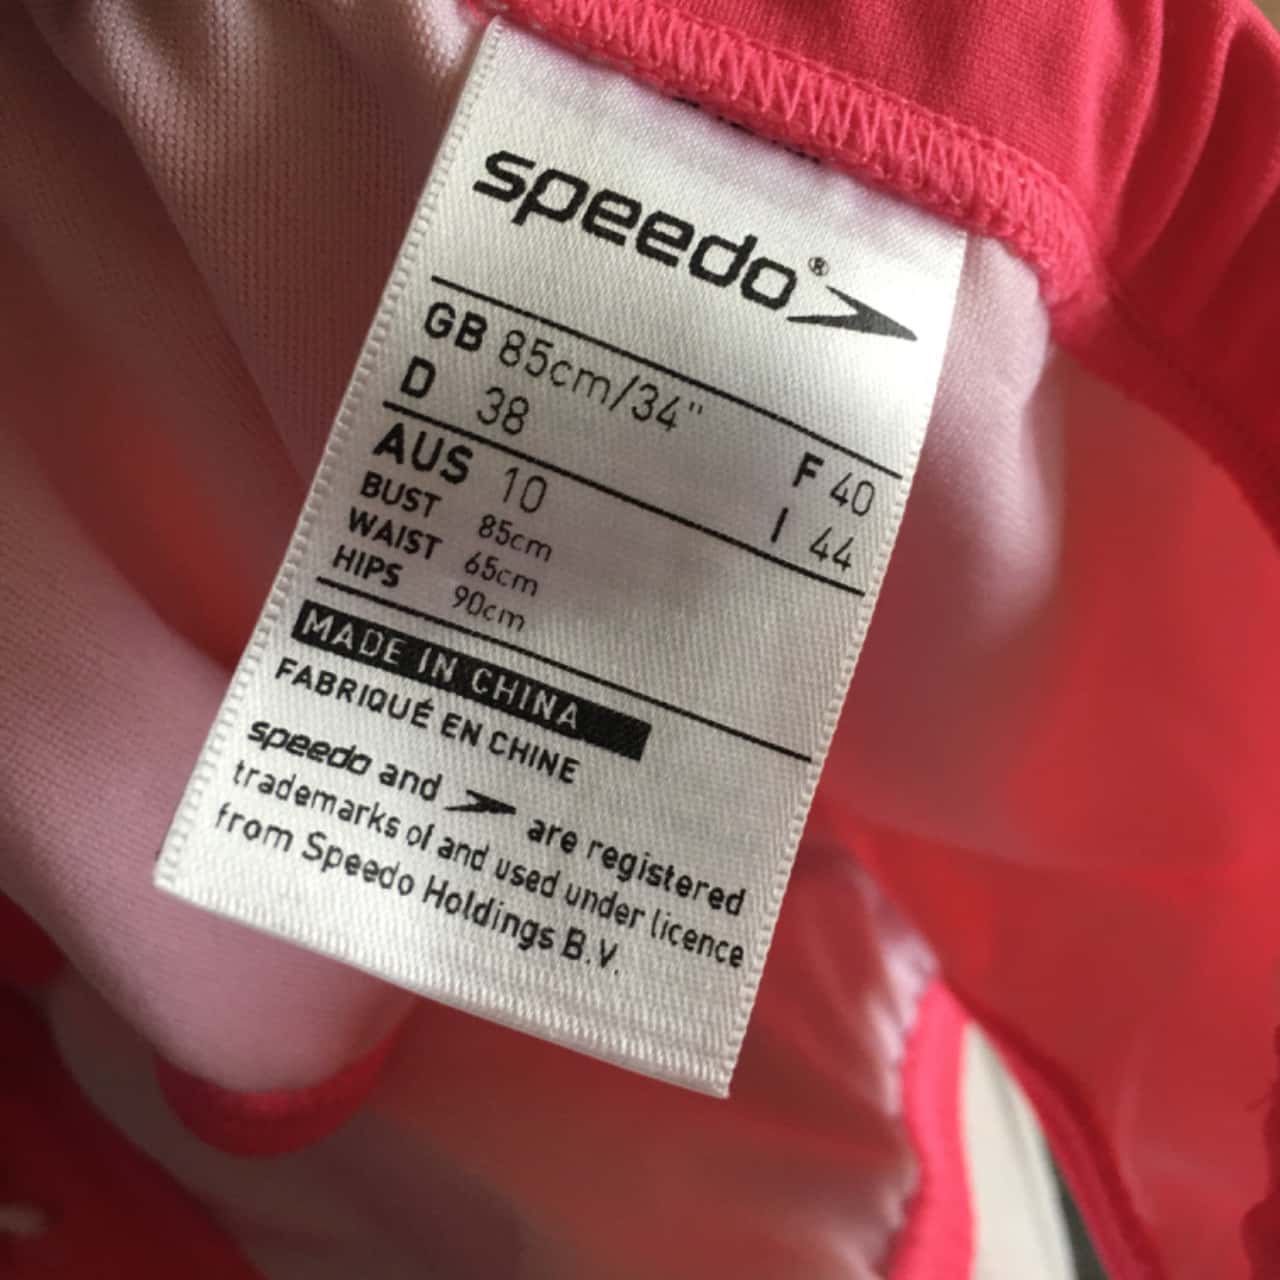 speedo®
GB 85cm/34" F 40
D 38 I 44
AUS 10
BUST 85cm
WAIST 65cm
HIPS 90cm
MADE IN CHINA
FABRIQUÉ EN CHINE
speedo and are registered
trademarks of and used under licence
from Speedo Holdings B.V.